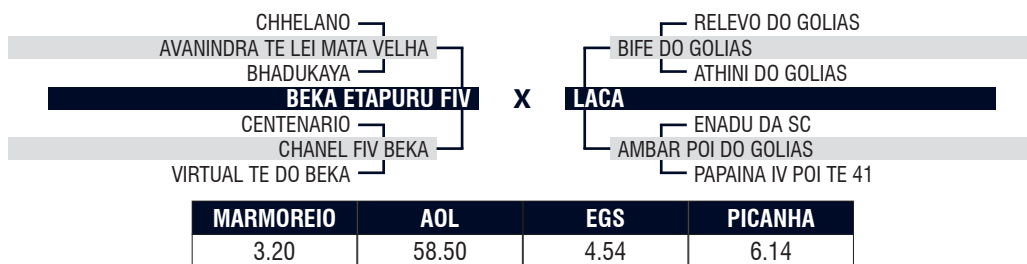 CHHELANO RELEVO DO GOLIAS
AVANINDRA TE LEI MATA VELHA BIFE DO GOLIAS
BHADUKAYA ATHINI DO GOLIAS
BEKA ETAPURU FIV X LACA
CENTENARIO ENADU DA SC
CHANEL FIV BEKA AMBAR POI DO GOLIAS
VIRTUAL TE DO BEKA PAPAINA IV POI TE 41
MARMOREIO AOL EGS PICANHA
3.20 58.50 4.54 6.14